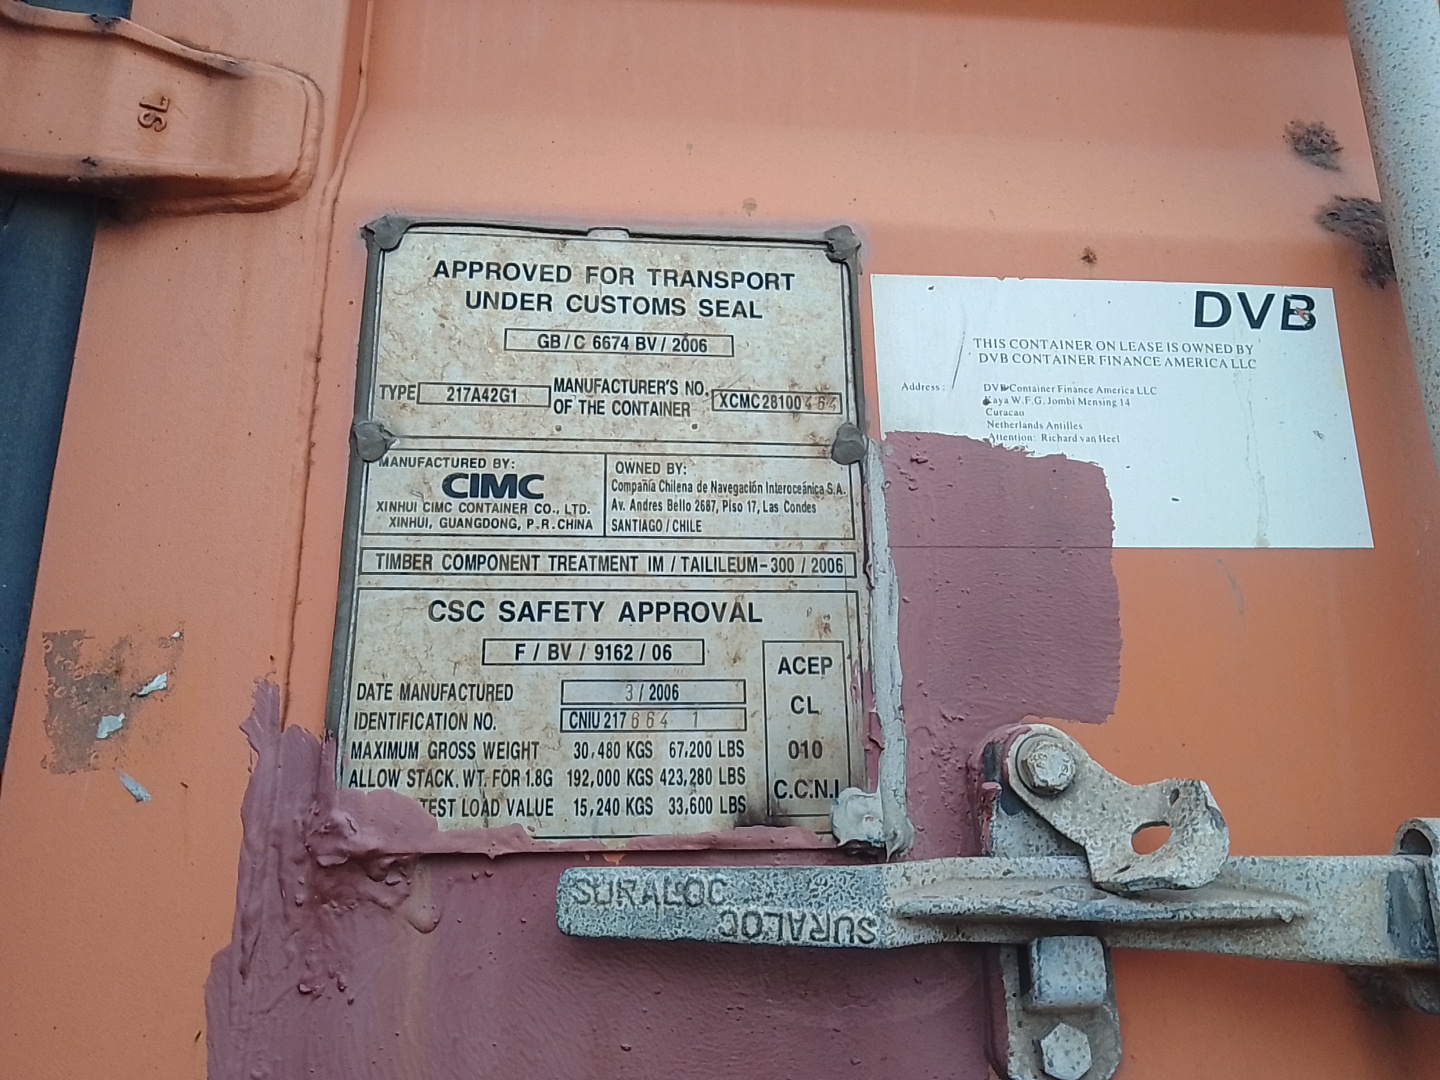 SL
APPROVED FOR TRANSPORT
UNDER CUSTOMS SEAL
GB/C 6674 BV/2006
TYPE 217A42G1
MANUFACTURER'S NO.
OF THE CONTAINER
XCMC28100464
MANUFACTURED BY:
CIMC
XINHUI CIMC CONTAINER CO., LTD.
XINHUI, GUANGDONG, P.R.CHINA
OWNED BY:
Compañia Chilena de Navegación Interoceánica S.A.
Av. Andres Bello 2687, Piso 17, Las Condes
SANTIAGO / CHILE
TIMBER COMPONENT TREATMENT IM / TAILILEUM-300 / 2006
CSC SAFETY APPROVAL
F / BV / 9162 / 06
DATE MANUFACTURED 3/2006
IDENTIFICATION NO. CNIU 217664 1
MAXIMUM GROSS WEIGHT 30,480 KGS 67,200 LBS
ALLOW STACK. WT. FOR 1.8G 192,000 KGS 423,280 LBS
TEST LOAD VALUE 15,240 KGS 33,600 LBS
ACEP
CL
010
C.C.N.I.
DVB
THIS CONTAINER ON LEASE IS OWNED BY
DVB CONTAINER FINANCE AMERICA LLC
Address: DVB Container Finance America LLC
Kaya W.F.G. Jombi Mensing 14
Curacao
Netherlands Antilles
Attention: Richard van Heel
SURALOC
SURALOC